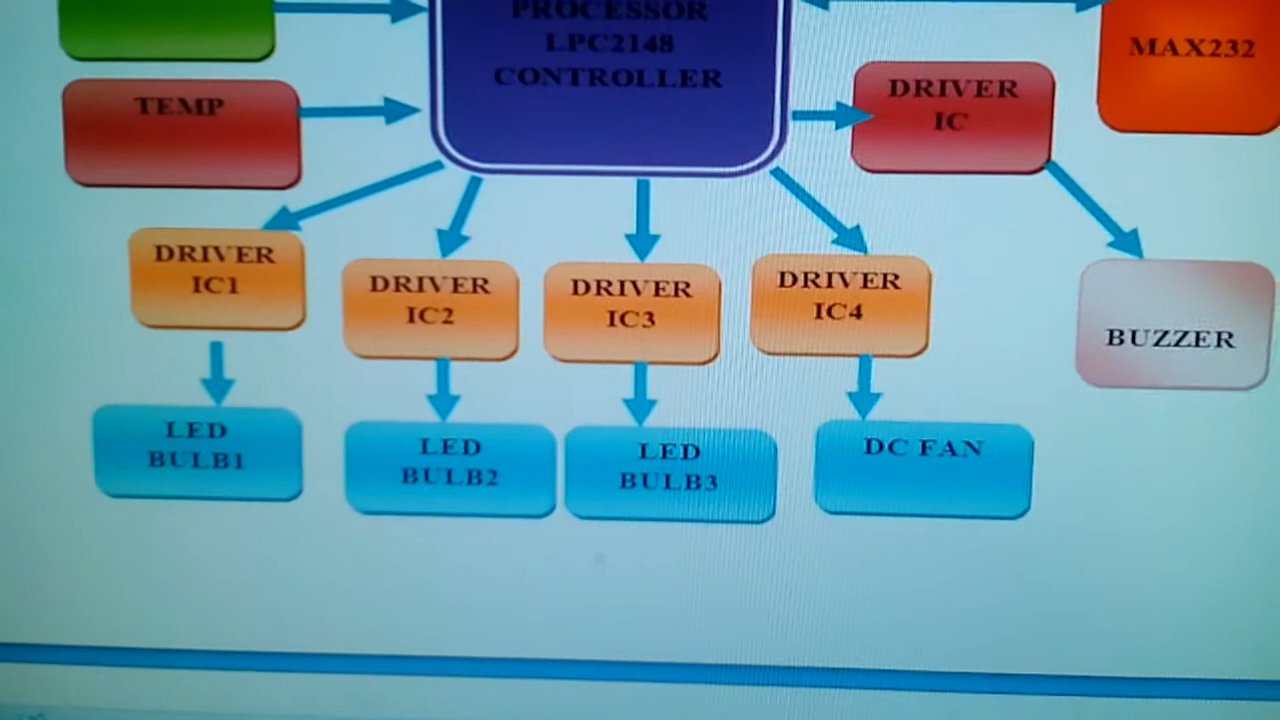 PROCESSOR
LPC2148
CONTROLLER
MAX232
DRIVER
IC
TEMP
DRIVER
IC1
DRIVER
IC2
DRIVER
IC3
DRIVER
IC4
BUZZER
LED
BULB1
LED
BULB2
LED
BULB3
DC FAN